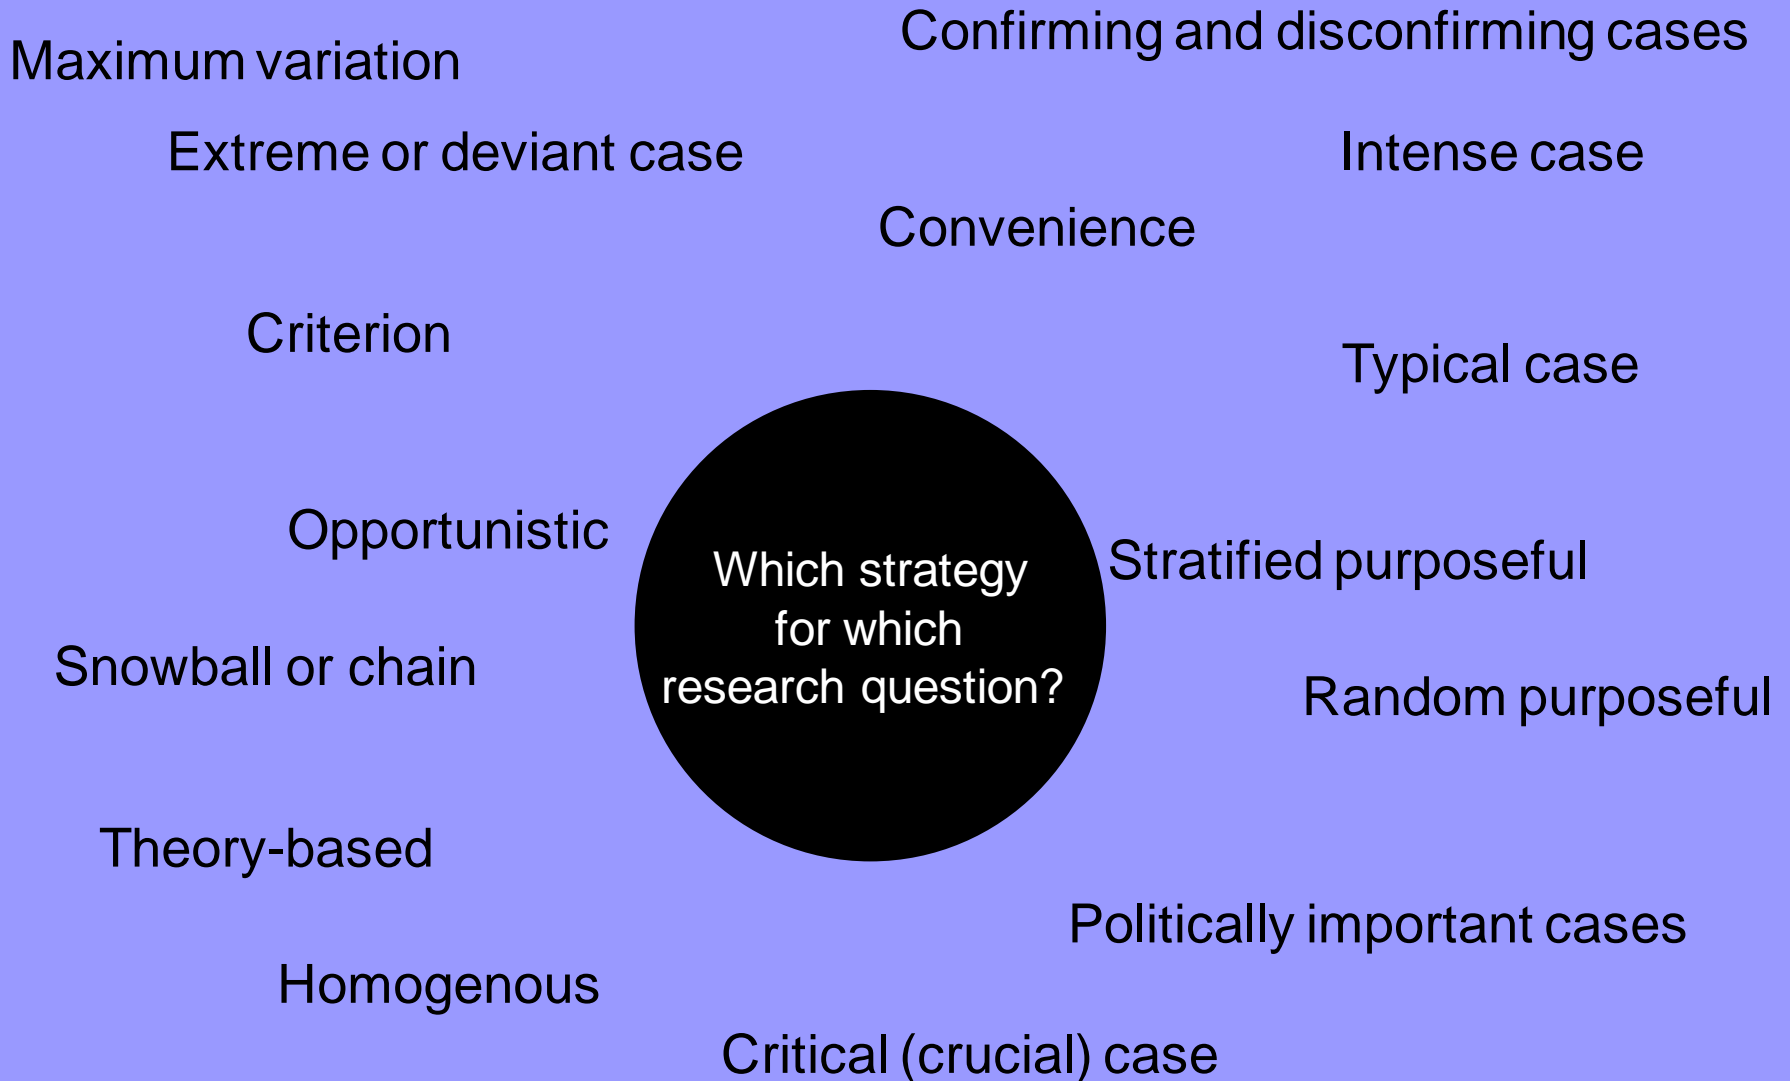 Confirming and disconfirming cases
Maximum variation
Extreme or deviant case
Intense case
Convenience
Criterion
Typical case
Opportunistic
Which strategy
for which
research question?
Stratified purposeful
Snowball or chain
Random purposeful
Theory-based
Politically important cases
Homogenous
Critical (crucial) case